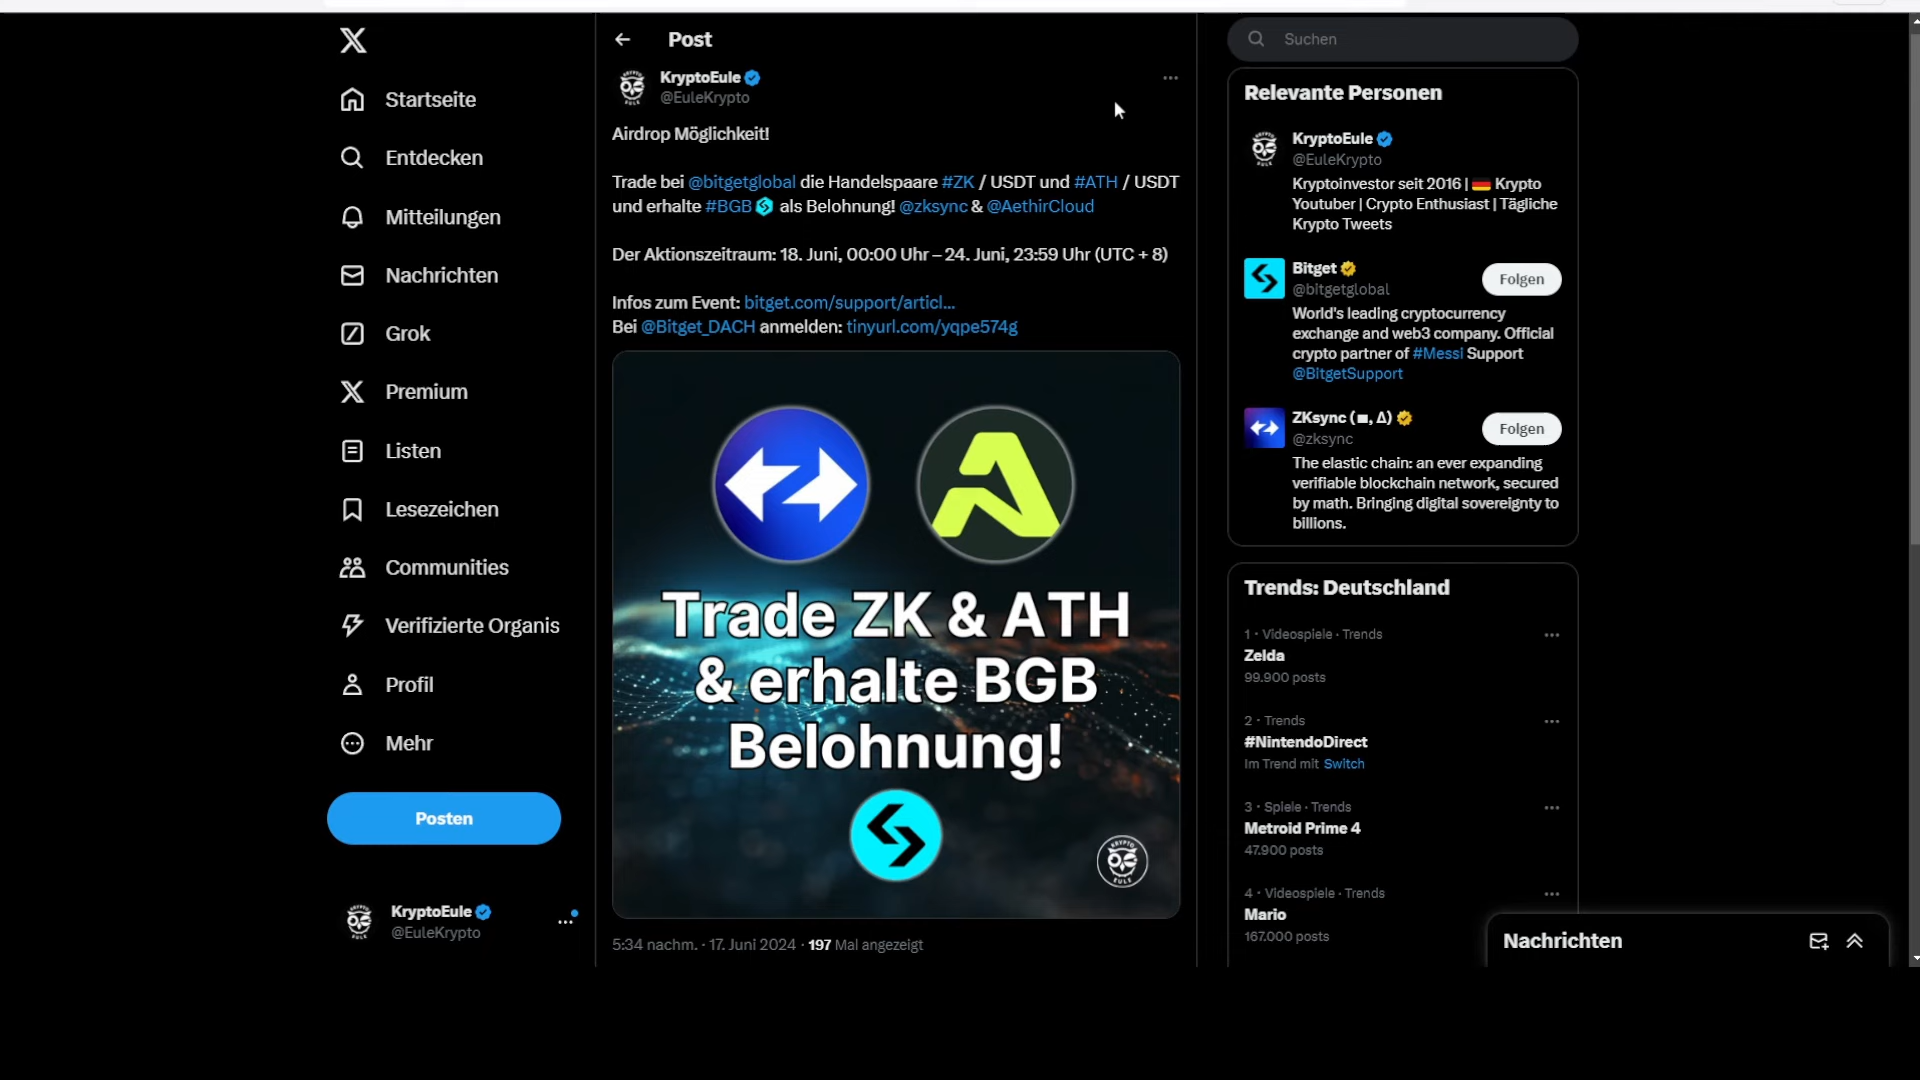 Startseite
Entdecken
Mitteilungen
Nachrichten
Grok
Premium
Listen
Lesezeichen
Communities
Verifizierte Organis
Profil
Mehr
Posten
KryptoEule
@EuleKrypto
Post
KryptoEule
@EuleKrypto
Airdrop Möglichkeit!
Trade bei @bitgetglobal die Handelspaare #ZK / USDT und #ATH / USDT
und erhalte #BGB als Belohnung! @zksync & @AethirCloud
Der Aktionszeitraum: 18. Juni, 00:00 Uhr – 24. Juni, 23:59 Uhr (UTC + 8)
Infos zum Event: bitget.com/support/articl...
Bei @Bitget_DACH anmelden: tinyurl.com/yqpe574g
Trade ZK & ATH
& erhalte BGB
Belohnung!
KRYPTO
EULE
5:34 nachm. · 17. Juni 2024 · 197 Mal angezeigt
Suchen
Relevante Personen
KryptoEule
@EuleKrypto
Kryptoinvestor seit 2016 | 🇩🇪 Krypto
Youtuber | Crypto Enthusiast | Tägliche
Krypto Tweets
Bitget
@bitgetglobal
Folgen
World's leading cryptocurrency
exchange and web3 company. Official
crypto partner of #Messi Support
@BitgetSupport
ZKsync (∎, ∆)
@zksync
Folgen
The elastic chain: an ever expanding
verifiable blockchain network, secured
by math. Bringing digital sovereignty to
billions.
Trends: Deutschland
1 · Videospiele · Trends
Zelda
99.900 posts
2 · Trends
#NintendoDirect
Im Trend mit Switch
3 · Spiele · Trends
Metroid Prime 4
47.900 posts
4 · Videospiele · Trends
Mario
167.000 posts
Nachrichten